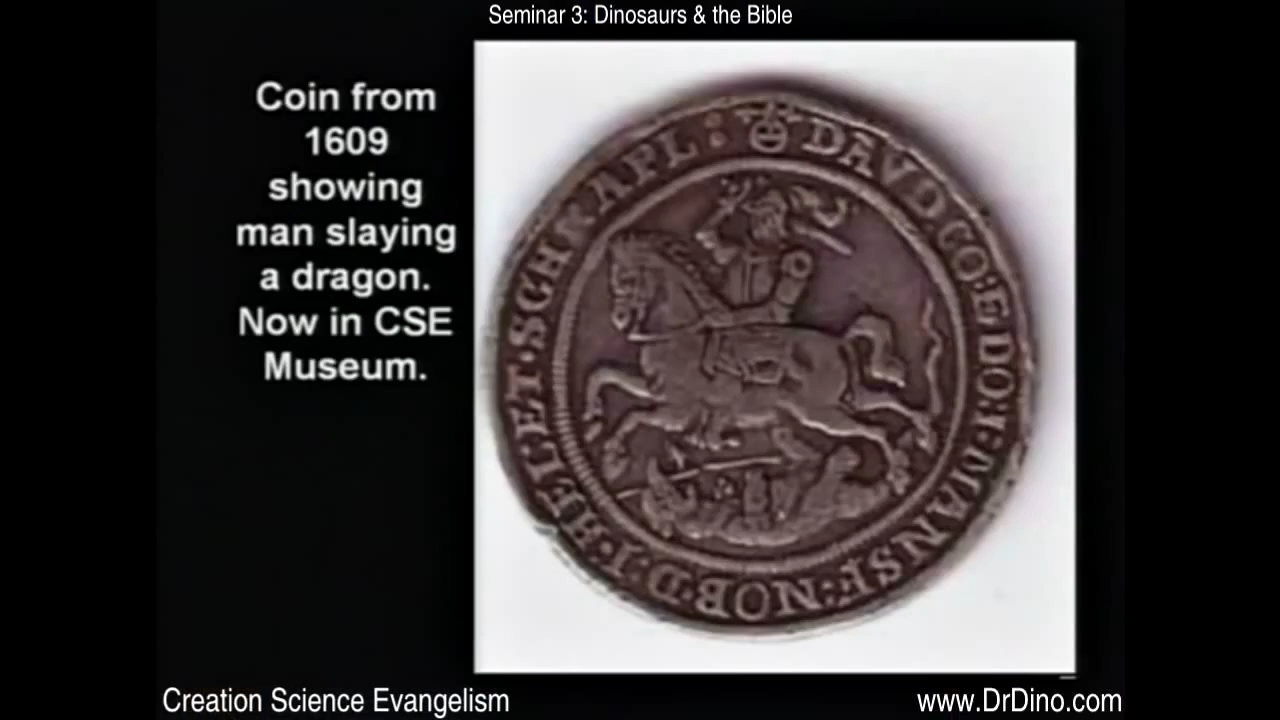 Seminar 3: Dinosaurs & the Bible
Coin from
1609
showing
man slaying
a dragon.
Now in CSE
Museum.
DAVD·CO:E·DO:I·MANSF:NOB·D·I·HEL·ET·SCHRAPL:
Creation Science Evangelism
www.DrDino.com